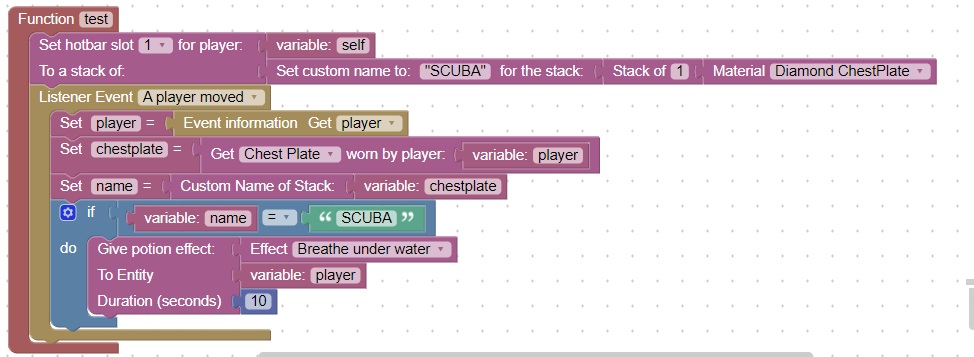 Function test
Set hotbar slot 1 for player: variable: self
To a stack of: Set custom name to: "SCUBA" for the stack: Stack of 1 Material Diamond ChestPlate
Listener Event A player moved
Set player = Event information Get player
Set chestplate = Get Chest Plate worn by player: variable: player
Set name = Custom Name of Stack: variable: chestplate
if variable: name = “ SCUBA ”
do Give potion effect: Effect Breathe under water
To Entity variable: player
Duration (seconds) 10